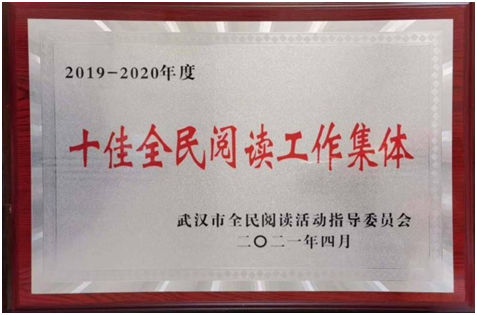 2019-2020年度
十佳全民阅读工作集体
武汉市全民阅读活动指导委员会
二〇二一年四月